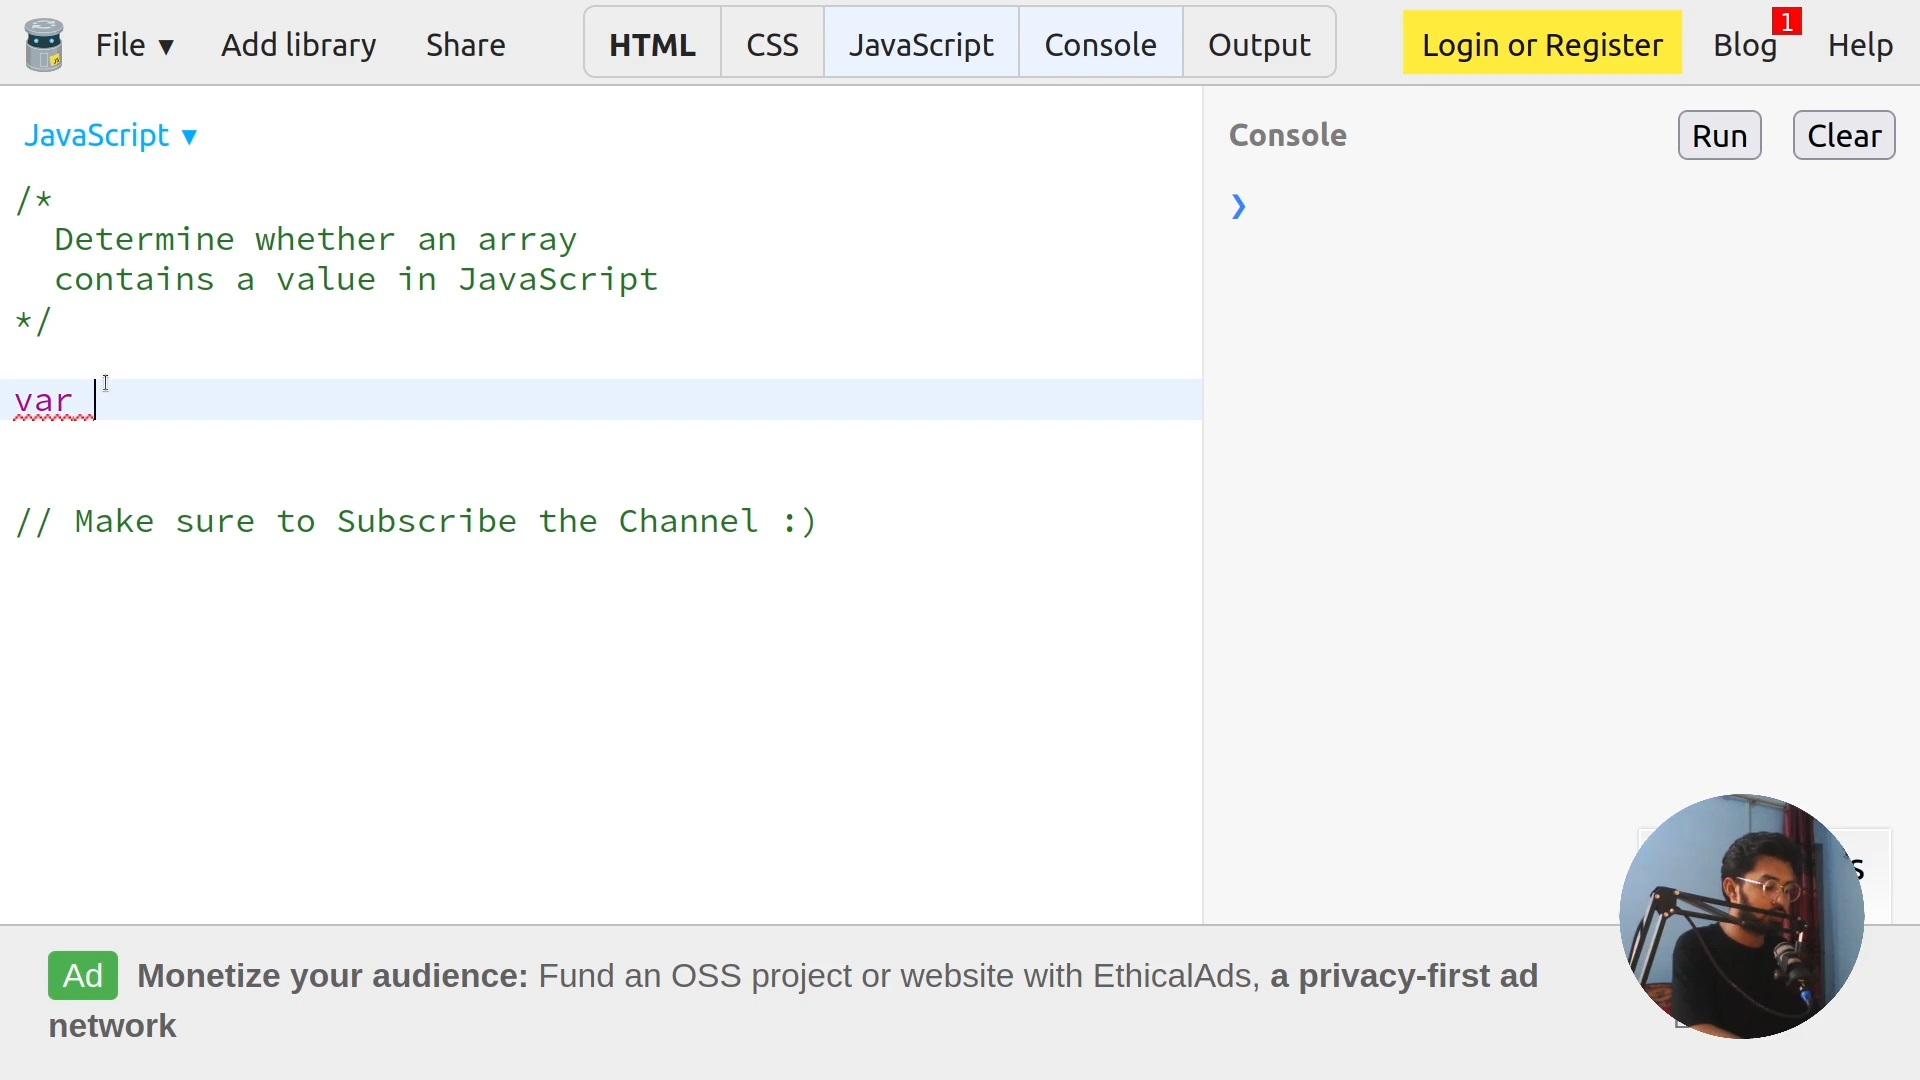 File ▼ Add library Share HTML CSS JavaScript Console Output Login or Register Blog 1 Help
JavaScript ▼
Console Run Clear
/*
Determine whether an array
contains a value in JavaScript
*/
var
// Make sure to Subscribe the Channel :)
❯
s
Ad Monetize your audience: Fund an OSS project or website with EthicalAds, a privacy-first ad
network